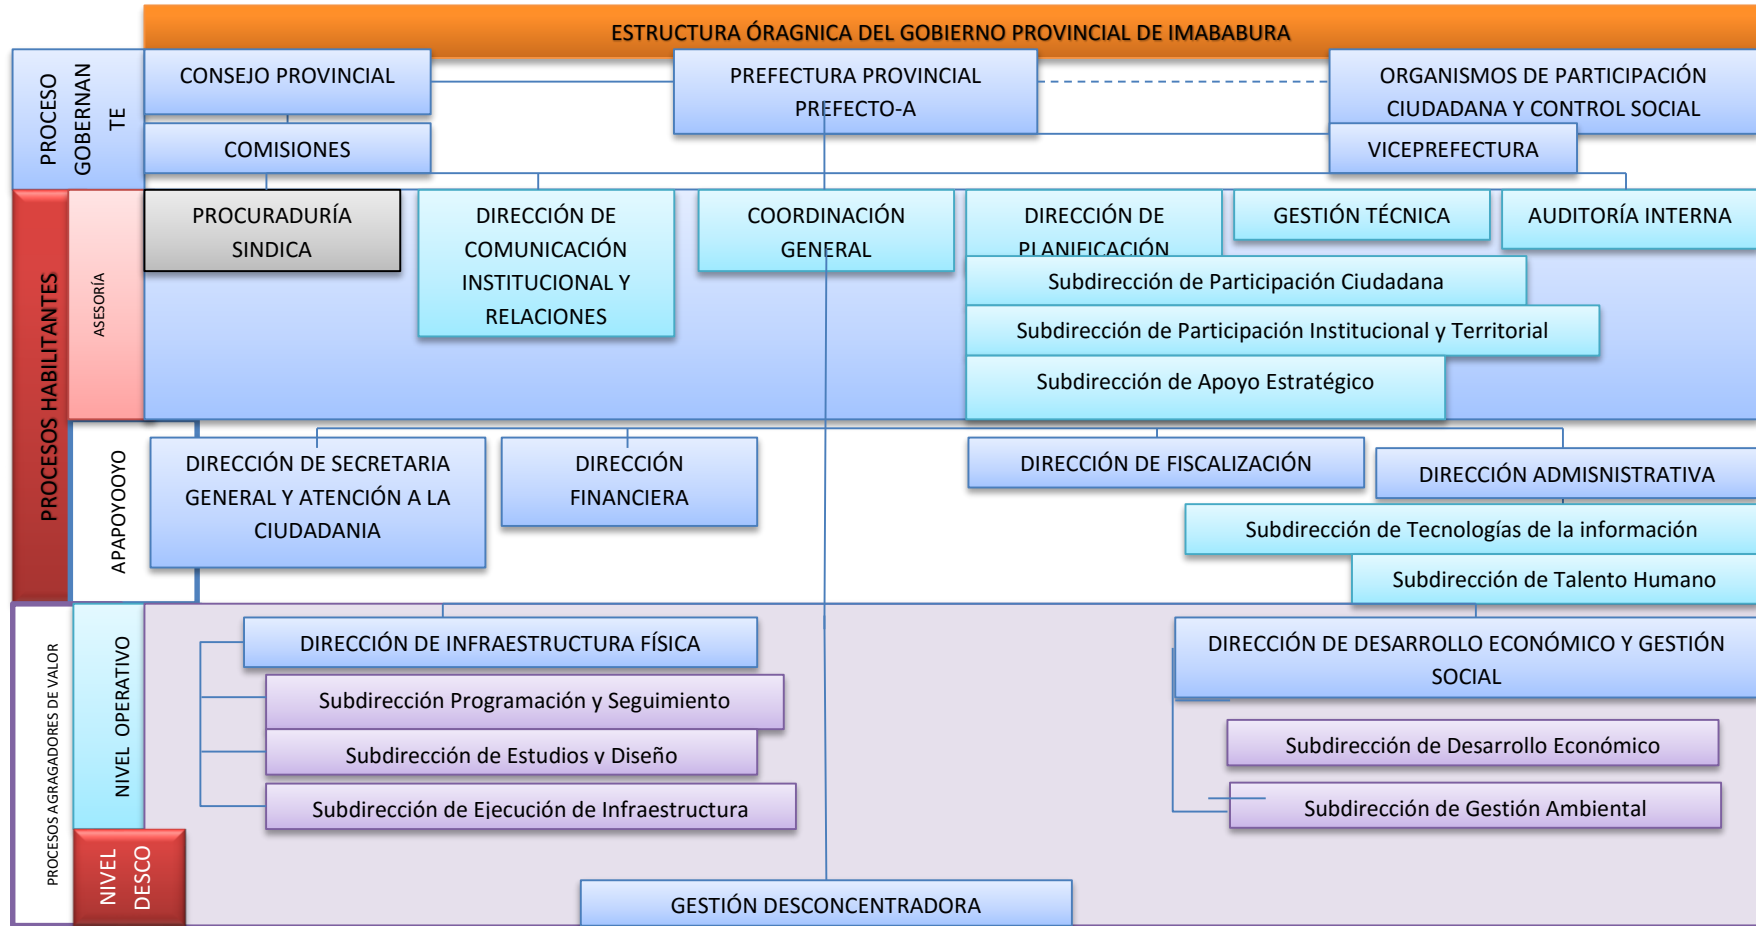 ESTRUCTURA ÓRAGNICA DEL GOBIERNO PROVINCIAL DE IMABABURA
PROCESO
GOBERNAN
TE
CONSEJO PROVINCIAL
PREFECTURA PROVINCIAL
PREFECTO-A
ORGANISMOS DE PARTICIPACIÓN
CIUDADANA Y CONTROL SOCIAL
COMISIONES
VICEPREFECTURA
PROCESOS HABILITANTES
ASESORÍA
PROCURADURÍA
SINDICA
DIRECCIÓN DE
COMUNICACIÓN
INSTITUCIONAL Y
RELACIONES
COORDINACIÓN
GENERAL
DIRECCIÓN DE
PLANIFICACIÓN
GESTIÓN TÉCNICA
AUDITORÍA INTERNA
Subdirección de Participación Ciudadana
Subdirección de Participación Institucional y Territorial
Subdirección de Apoyo Estratégico
APAPOYOOYO
DIRECCIÓN DE SECRETARIA
GENERAL Y ATENCIÓN A LA
CIUDADANIA
DIRECCIÓN
FINANCIERA
DIRECCIÓN DE FISCALIZACIÓN
DIRECCIÓN ADMISNISTRATIVA
Subdirección de Tecnologías de la información
Subdirección de Talento Humano
PROCESOS AGRAGADORES DE VALOR
NIVEL OPERATIVO
DIRECCIÓN DE INFRAESTRUCTURA FÍSICA
Subdirección Programación y Seguimiento
Subdirección de Estudios y Diseño
Subdirección de Ejecución de Infraestructura
DIRECCIÓN DE DESARROLLO ECONÓMICO Y GESTIÓN
SOCIAL
Subdirección de Desarrollo Económico
Subdirección de Gestión Ambiental
NIVEL
DESCO
GESTIÓN DESCONCENTRADORA